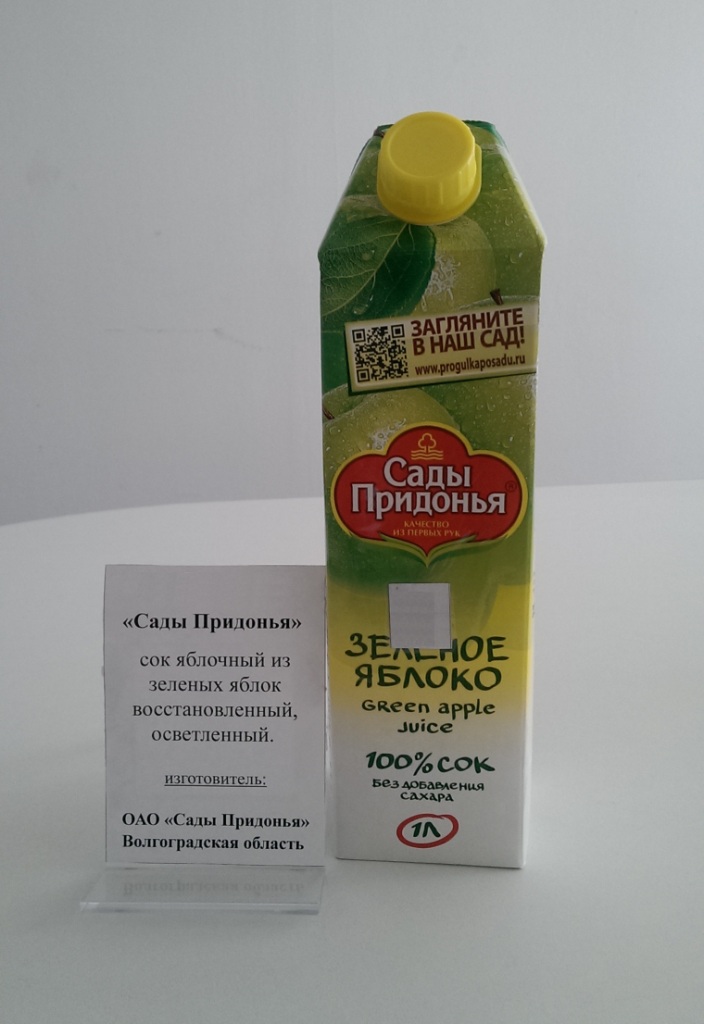 ЗАГЛЯНИТЕ
В НАШ САД!
www.progulkaposadu.ru
Сады
Придонья®
КАЧЕСТВО
ИЗ ПЕРВЫХ РУК
ЗЕЛЕНОЕ
ЯБЛОКО
Green apple
Juice
100% СОК
БЕЗ ДОБАВЛЕНИЯ
САХАРА
1Л
«Сады Придонья»
сок яблочный из
зеленых яблок
восстановленный,
осветленный.
изготовитель:
ОАО «Сады Придонья»
Волгоградская область